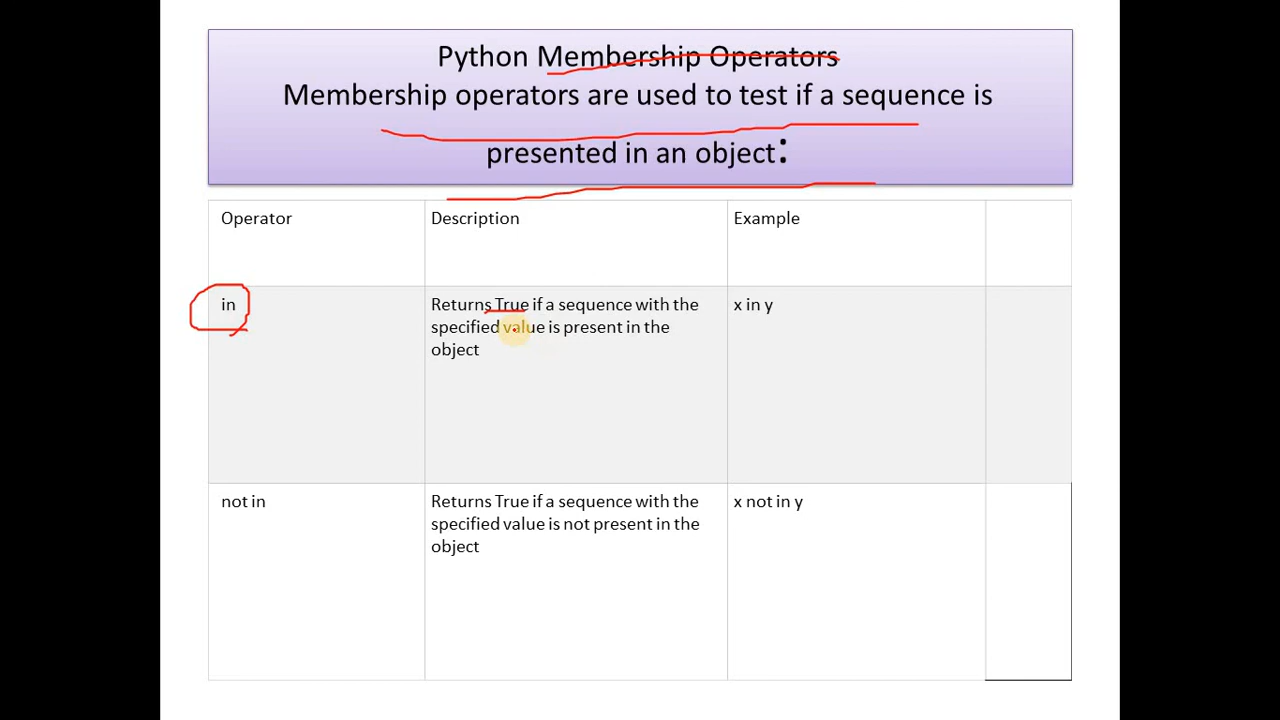 Python Membership Operators
Membership operators are used to test if a sequence is
presented in an object:
Operator
Description
Example
in
Returns True if a sequence with the
specified value is present in the
object
x in y
not in
Returns True if a sequence with the
specified value is not present in the
object
x not in y